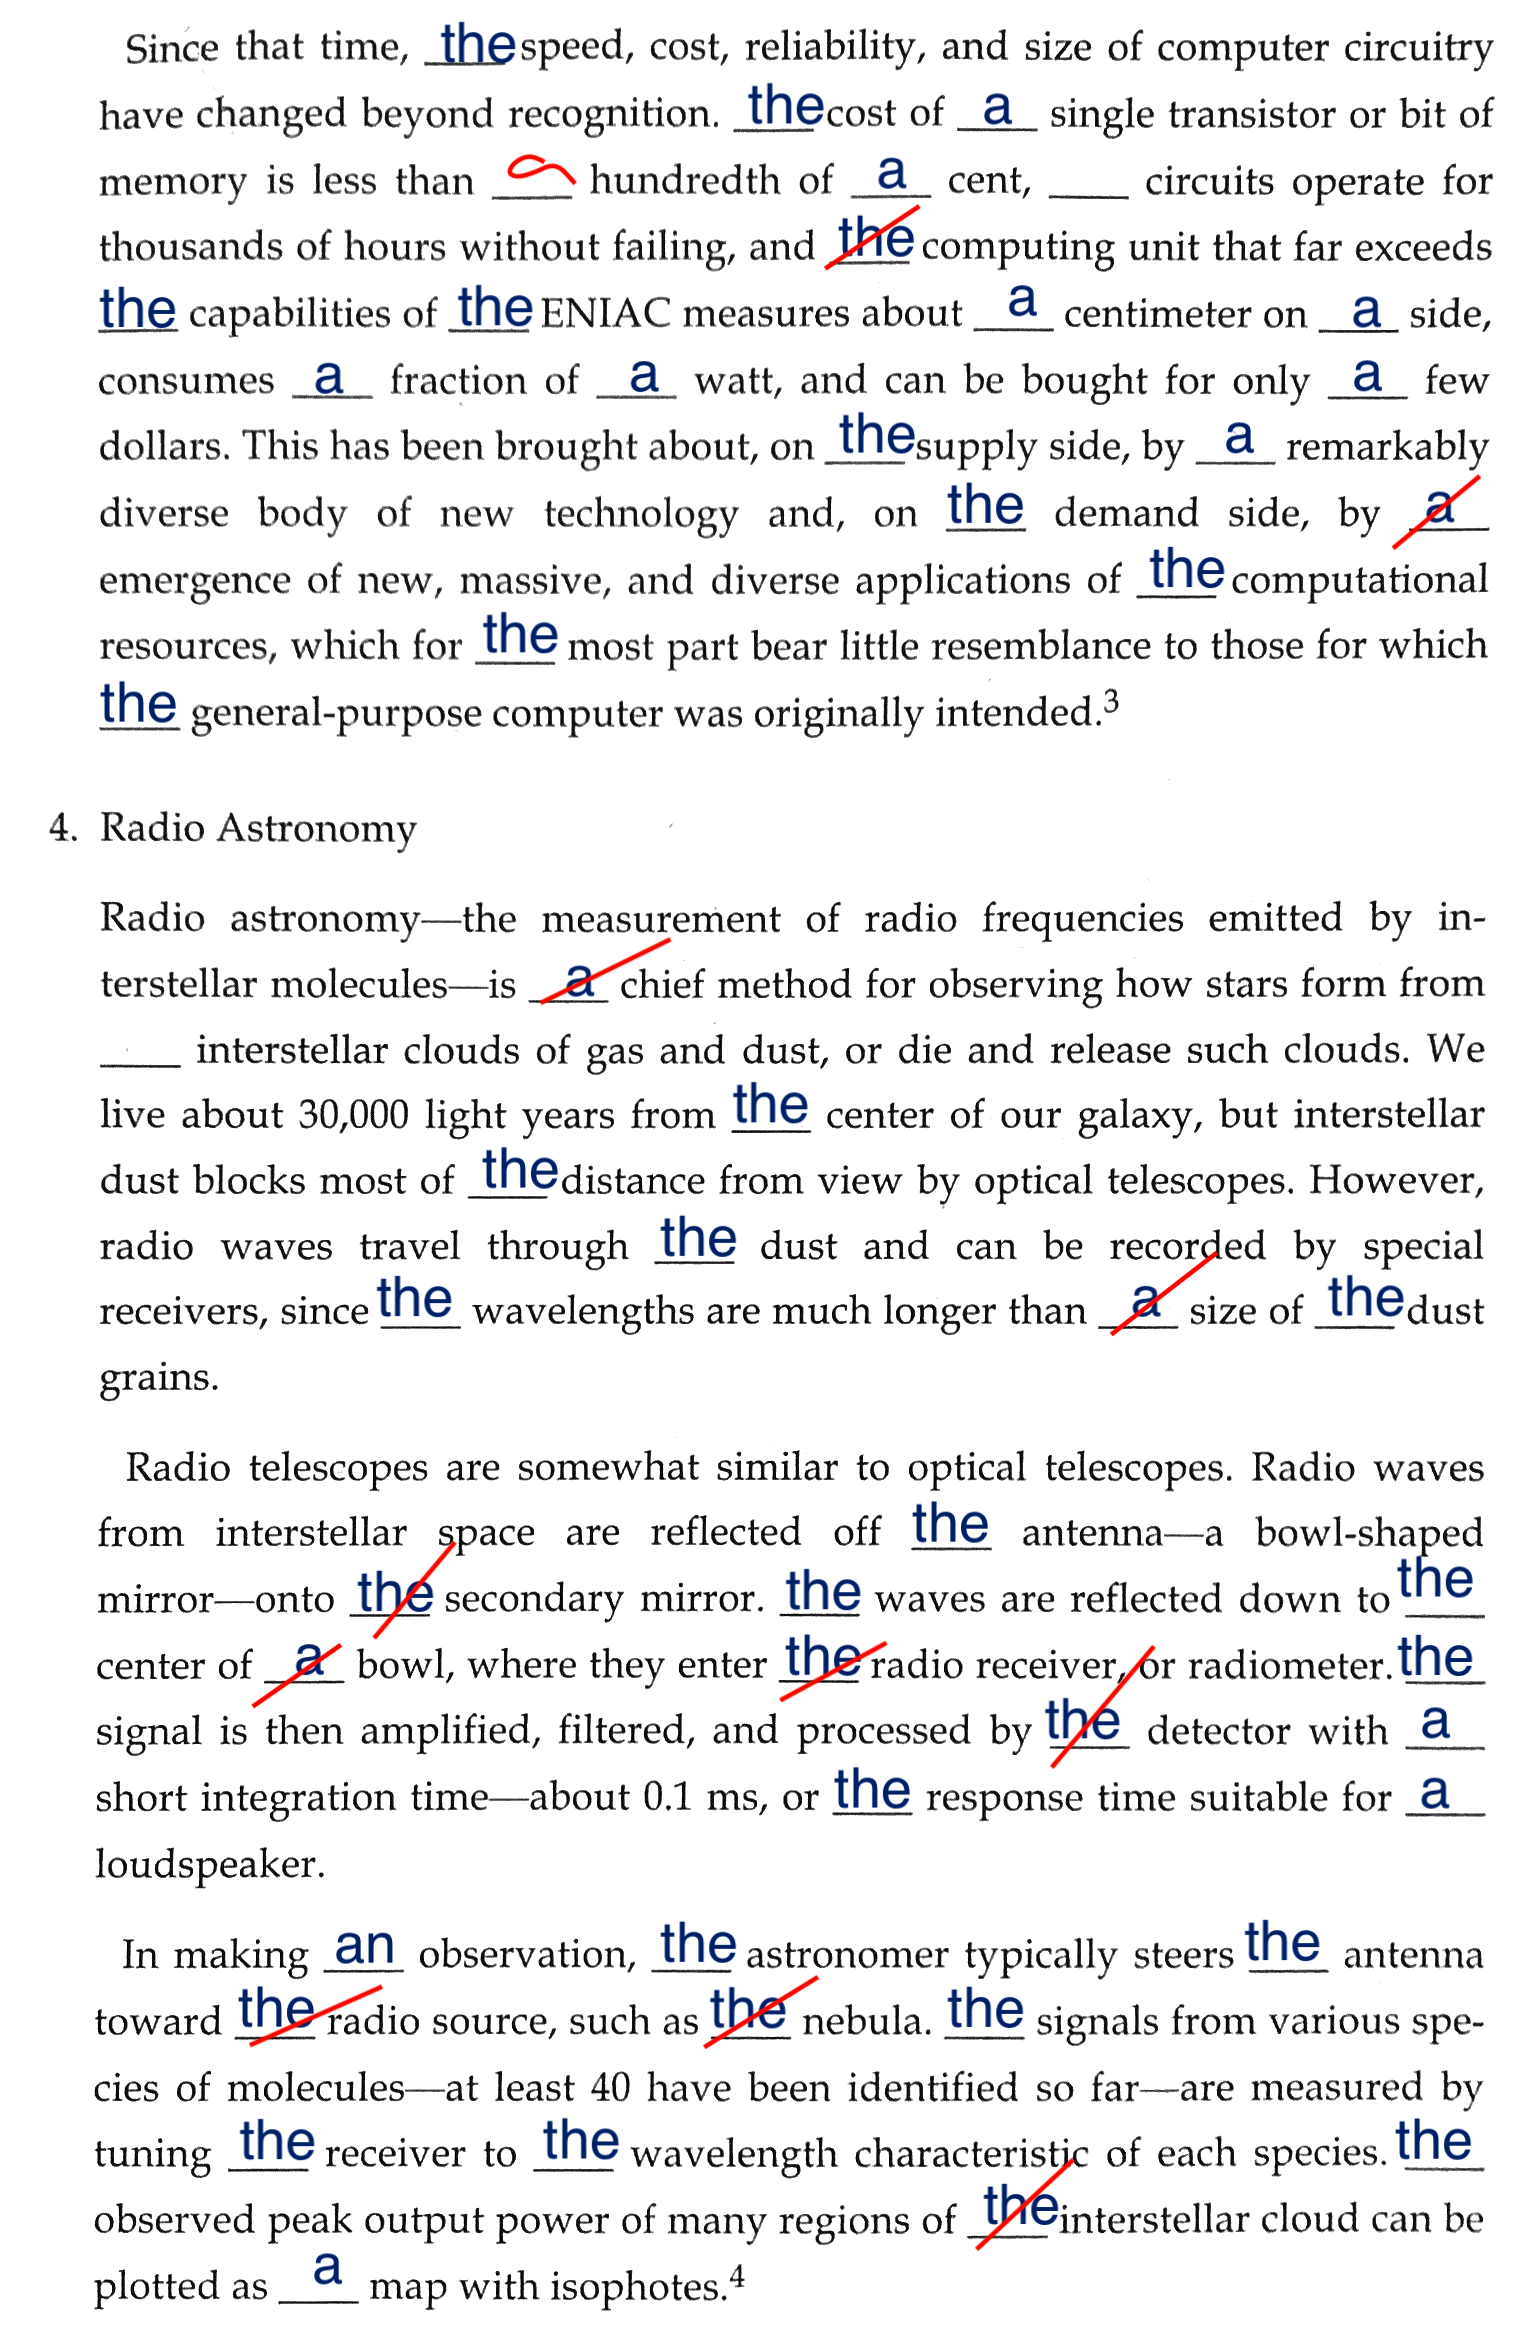 Since that time, the speed, cost, reliability, and size of computer circuitry
have changed beyond recognition. the cost of a single transistor or bit of
memory is less than ____ hundredth of a cent, ____ circuits operate for
thousands of hours without failing, and the computing unit that far exceeds
the capabilities of the ENIAC measures about a centimeter on a side,
consumes a fraction of a watt, and can be bought for only a few
dollars. This has been brought about, on the supply side, by a remarkably
diverse body of new technology and, on the demand side, by a
emergence of new, massive, and diverse applications of the computational
resources, which for the most part bear little resemblance to those for which
the general-purpose computer was originally intended.3
4. Radio Astronomy
Radio astronomy—the measurement of radio frequencies emitted by in-
terstellar molecules—is a chief method for observing how stars form from
____ interstellar clouds of gas and dust, or die and release such clouds. We
live about 30,000 light years from the center of our galaxy, but interstellar
dust blocks most of the distance from view by optical telescopes. However,
radio waves travel through the dust and can be recorded by special
receivers, since the wavelengths are much longer than a size of the dust
grains.
Radio telescopes are somewhat similar to optical telescopes. Radio waves
from interstellar space are reflected off the antenna—a bowl-shaped
mirror—onto the secondary mirror. the waves are reflected down to the
center of a bowl, where they enter the radio receiver, or radiometer. the
signal is then amplified, filtered, and processed by the detector with a
short integration time—about 0.1 ms, or the response time suitable for a
loudspeaker.
In making an observation, the astronomer typically steers the antenna
toward the radio source, such as the nebula. the signals from various spe-
cies of molecules—at least 40 have been identified so far—are measured by
tuning the receiver to the wavelength characteristic of each species. the
observed peak output power of many regions of the interstellar cloud can be
plotted as a map with isophotes.4